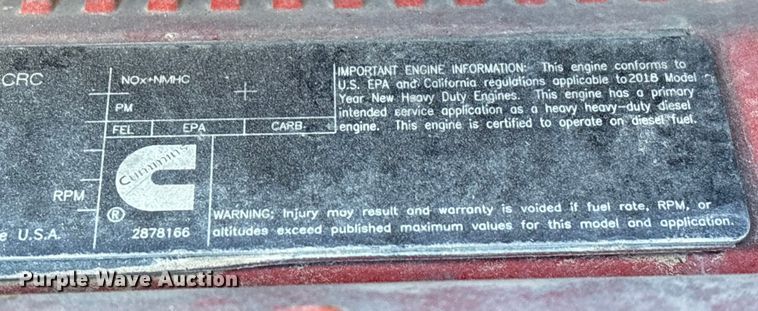 CRC
NOx+NMHC
PM
FEL EPA CARB
IMPORTANT ENGINE INFORMATION: This engine conforms to
U.S. EPA and California regulations applicable to 2018 Model
Year New Heavy Duty Engines. This engine has a primary
intended service application as a heavy heavy-duty diesel
engine. This engine is certified to operate on diesel fuel.
Cummins
RPM
®
U.S.A.
2878166
WARNING: Injury may result and warranty is voided if fuel rate, RPM, or
altitudes exceed published maximum values for this model and application.
Purple Wave Auction